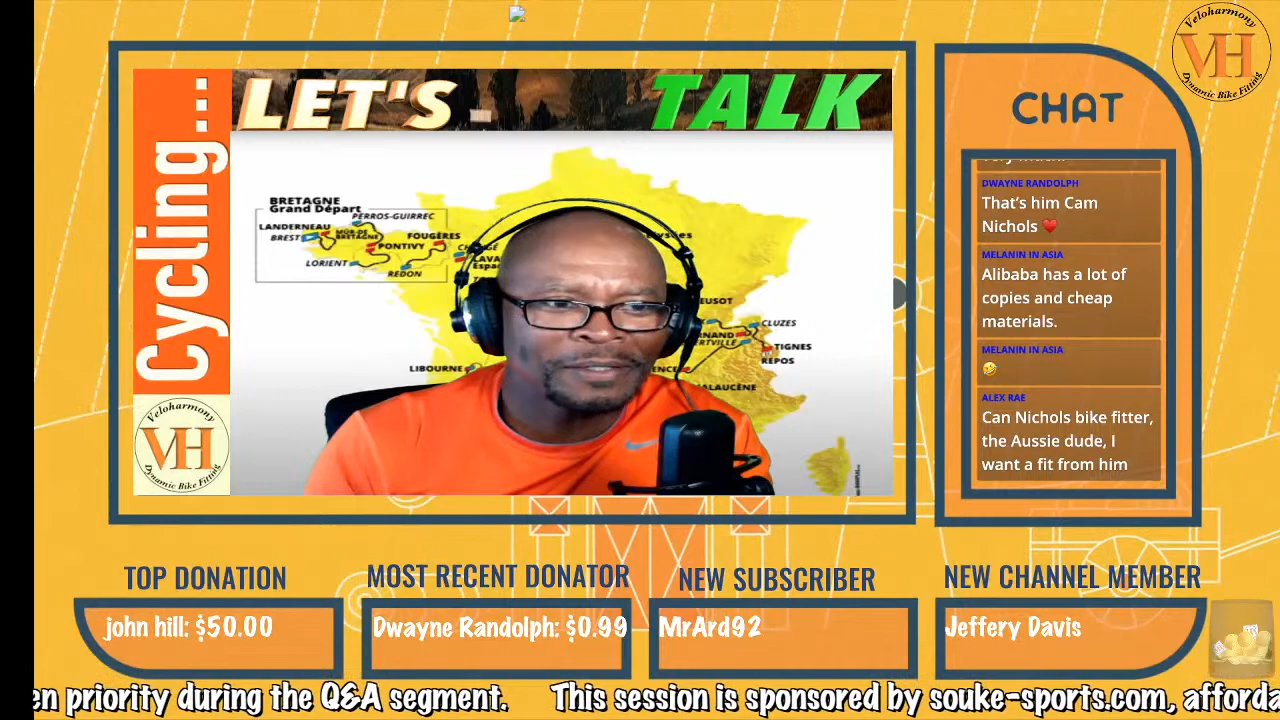 Veloharmony
VH
Dynamic Bike Fitting
LET'S TALK
Cycling...
BRETAGNE
Grand Départ
PERROS-GUIRREC
LANDERNEAU
MÛR-DE-
BRETAGNE
BREST
FOUGÈRES
PONTIVY
LORIENT
REDON
LIBOURNE
CLUZES
TIGNES
REPOS
Veloharmony
VH
Dynamic Bike Fitting
CHAT
DWAYNE RANDOLPH
That's him Cam
Nichols ❤️
MELANIN IN ASIA
Alibaba has a lot of
copies and cheap
materials.
MELANIN IN ASIA
🤣
ALEX RAE
Can Nichols bike fitter,
the Aussie dude, I
want a fit from him
TOP DONATION
john hill: $50.00
MOST RECENT DONATOR
Dwayne Randolph: $0.99
NEW SUBSCRIBER
MrArd92
NEW CHANNEL MEMBER
Jeffery Davis
en priority during the Q&A segment. This session is sponsored by souke-sports.com, afforda